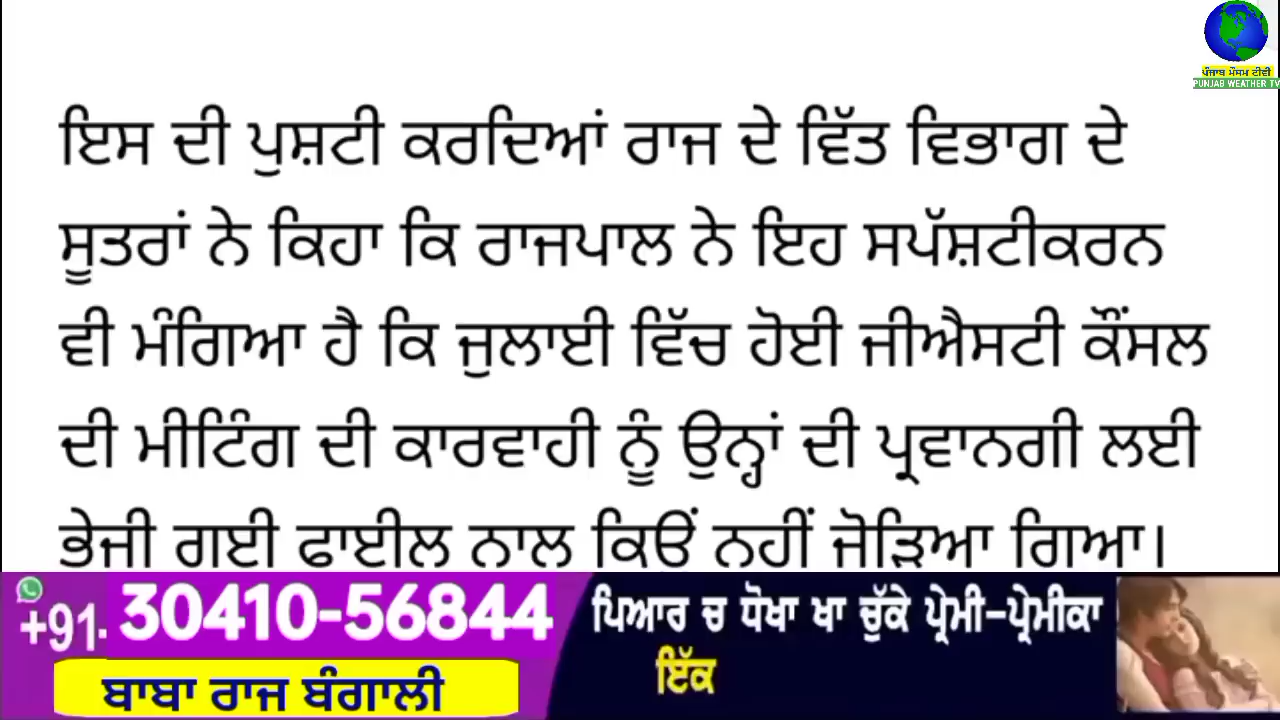 ਪੰਜਾਬ ਮੌਸਮ ਟੀਵੀ
PUNJAB WEATHER TV
ਇਸ ਦੀ ਪੁਸ਼ਟੀ ਕਰਦਿਆਂ ਰਾਜ ਦੇ ਵਿੱਤ ਵਿਭਾਗ ਦੇ
ਸੂਤਰਾਂ ਨੇ ਕਿਹਾ ਕਿ ਰਾਜਪਾਲ ਨੇ ਇਹ ਸਪੱਸ਼ਟੀਕਰਨ
ਵੀ ਮੰਗਿਆ ਹੈ ਕਿ ਜੁਲਾਈ ਵਿੱਚ ਹੋਈ ਜੀਐਸਟੀ ਕੌਂਸਲ
ਦੀ ਮੀਟਿੰਗ ਦੀ ਕਾਰਵਾਹੀ ਨੂੰ ਉਨ੍ਹਾਂ ਦੀ ਪ੍ਰਵਾਨਗੀ ਲਈ
ਭੇਜੀ ਗਈ ਫਾਈਲ ਨਾਲ ਕਿਉਂ ਨਹੀਂ ਜੋੜਿਆ ਗਿਆ।
+91- 30410-56844
ਬਾਬਾ ਰਾਜ ਬੰਗਾਲੀ
ਪਿਆਰ ਚ ਧੋਖਾ ਖਾ ਚੁੱਕੇ ਪ੍ਰੇਮੀ-ਪ੍ਰੇਮੀਕਾ
ਇੱਕ